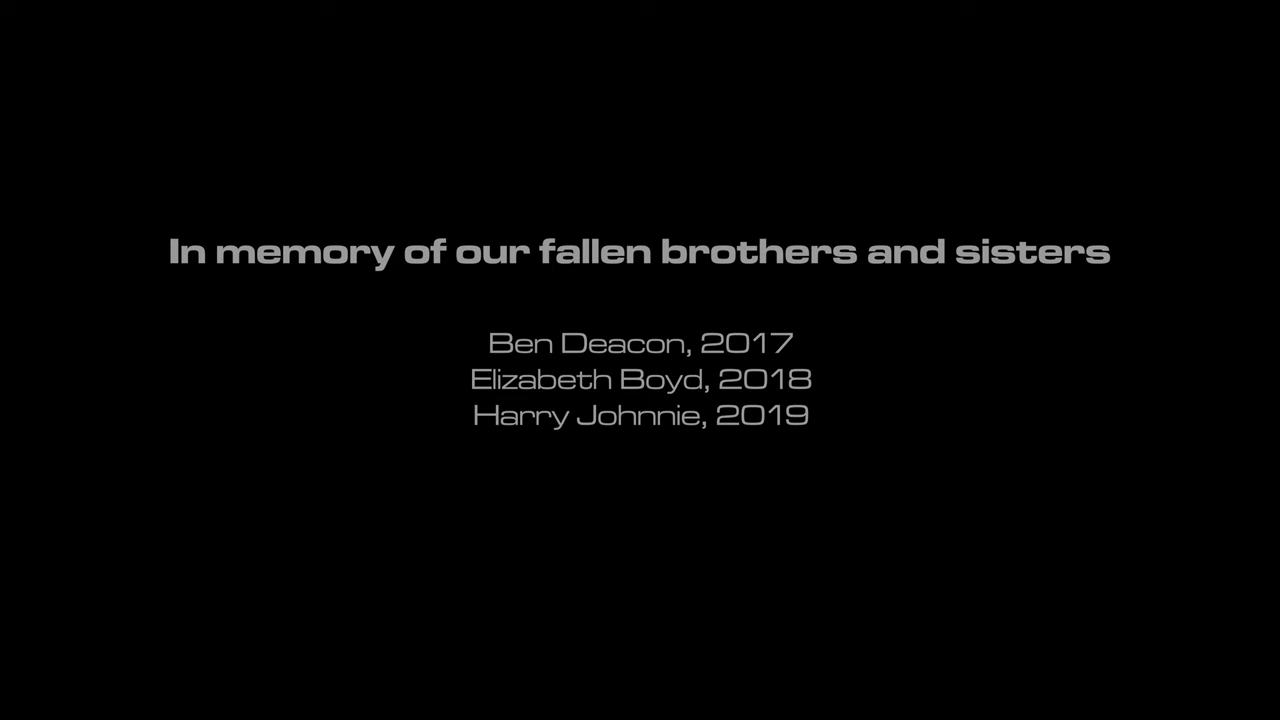 In memory of our fallen brothers and sisters
Ben Deacon, 2017
Elizabeth Boyd, 2018
Harry Johnnie, 2019